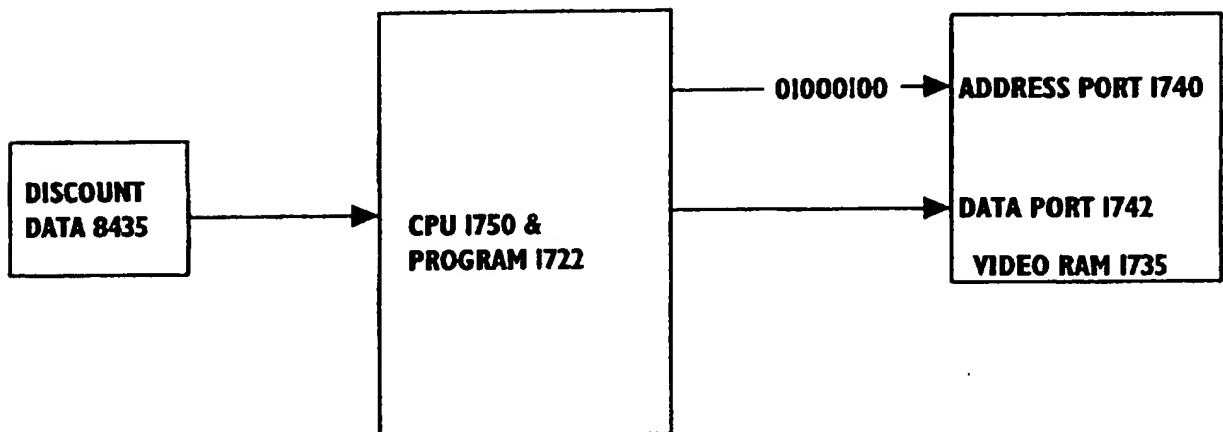 01000100
ADDRESS PORT 1740
DISCOUNT
DATA 8435
CPU 1750 &
PROGRAM 1722
DATA PORT 1742
VIDEO RAM 1735